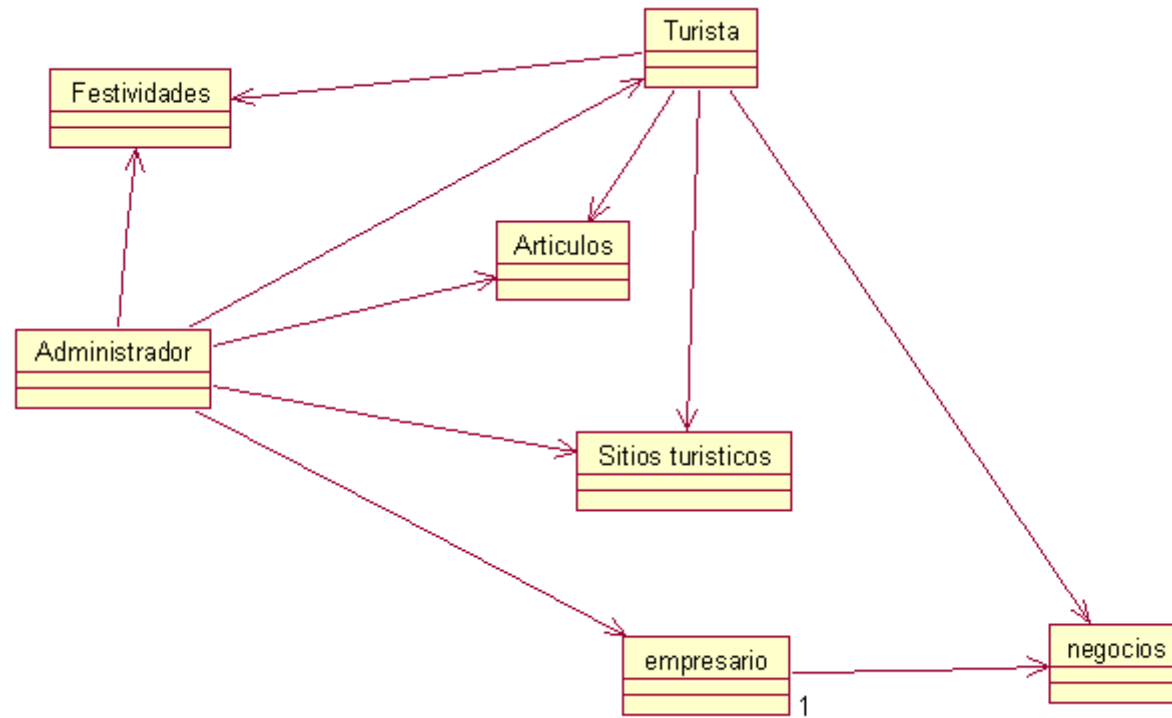 Turista
Festividades
Articulos
Administrador
Sitios turisticos
empresario
negocios
1